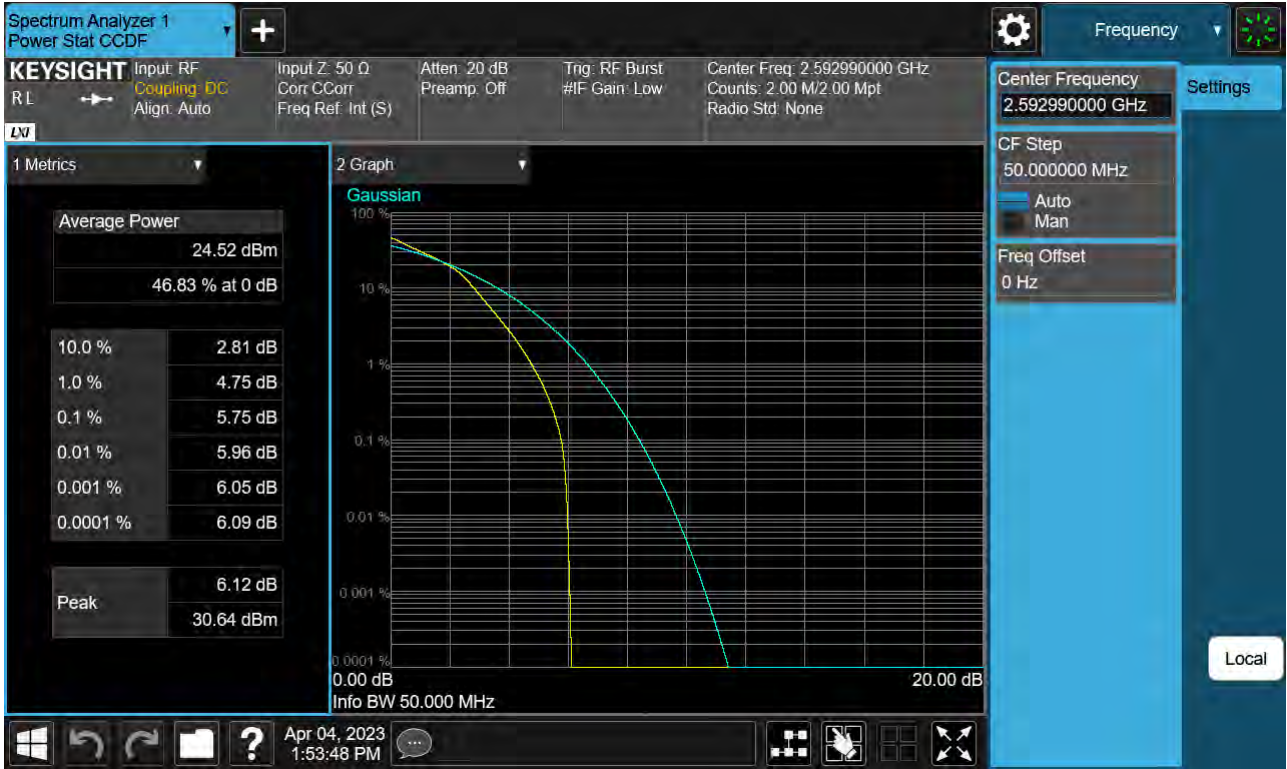 Spectrum Analyzer 1
Power Stat CCDF
+
Frequency
KEYSIGHT
R L
LXI
Input: RF
Coupling: DC
Align: Auto
Input Z: 50 Ω
Corr CCorr
Freq Ref: Int (S)
Atten: 20 dB
Preamp: Off
Trig: RF Burst
#IF Gain: Low
Center Freq: 2.592990000 GHz
Counts: 2.00 M/2.00 Mpt
Radio Std: None
Center Frequency
2.592990000 GHz
Settings
CF Step
50.000000 MHz
Auto
Man
Freq Offset
0 Hz
Local
1 Metrics
Average Power
24.52 dBm
46.83 % at 0 dB
10.0 % 2.81 dB
1.0 % 4.75 dB
0.1 % 5.75 dB
0.01 % 5.96 dB
0.001 % 6.05 dB
0.0001 % 6.09 dB
Peak
6.12 dB
30.64 dBm
2 Graph
Gaussian
100 %
10 %
1 %
0.1 %
0.01 %
0.001 %
0.0001 %
0.00 dB 20.00 dB
Info BW 50.000 MHz
?
Apr 04, 2023
1:53:48 PM